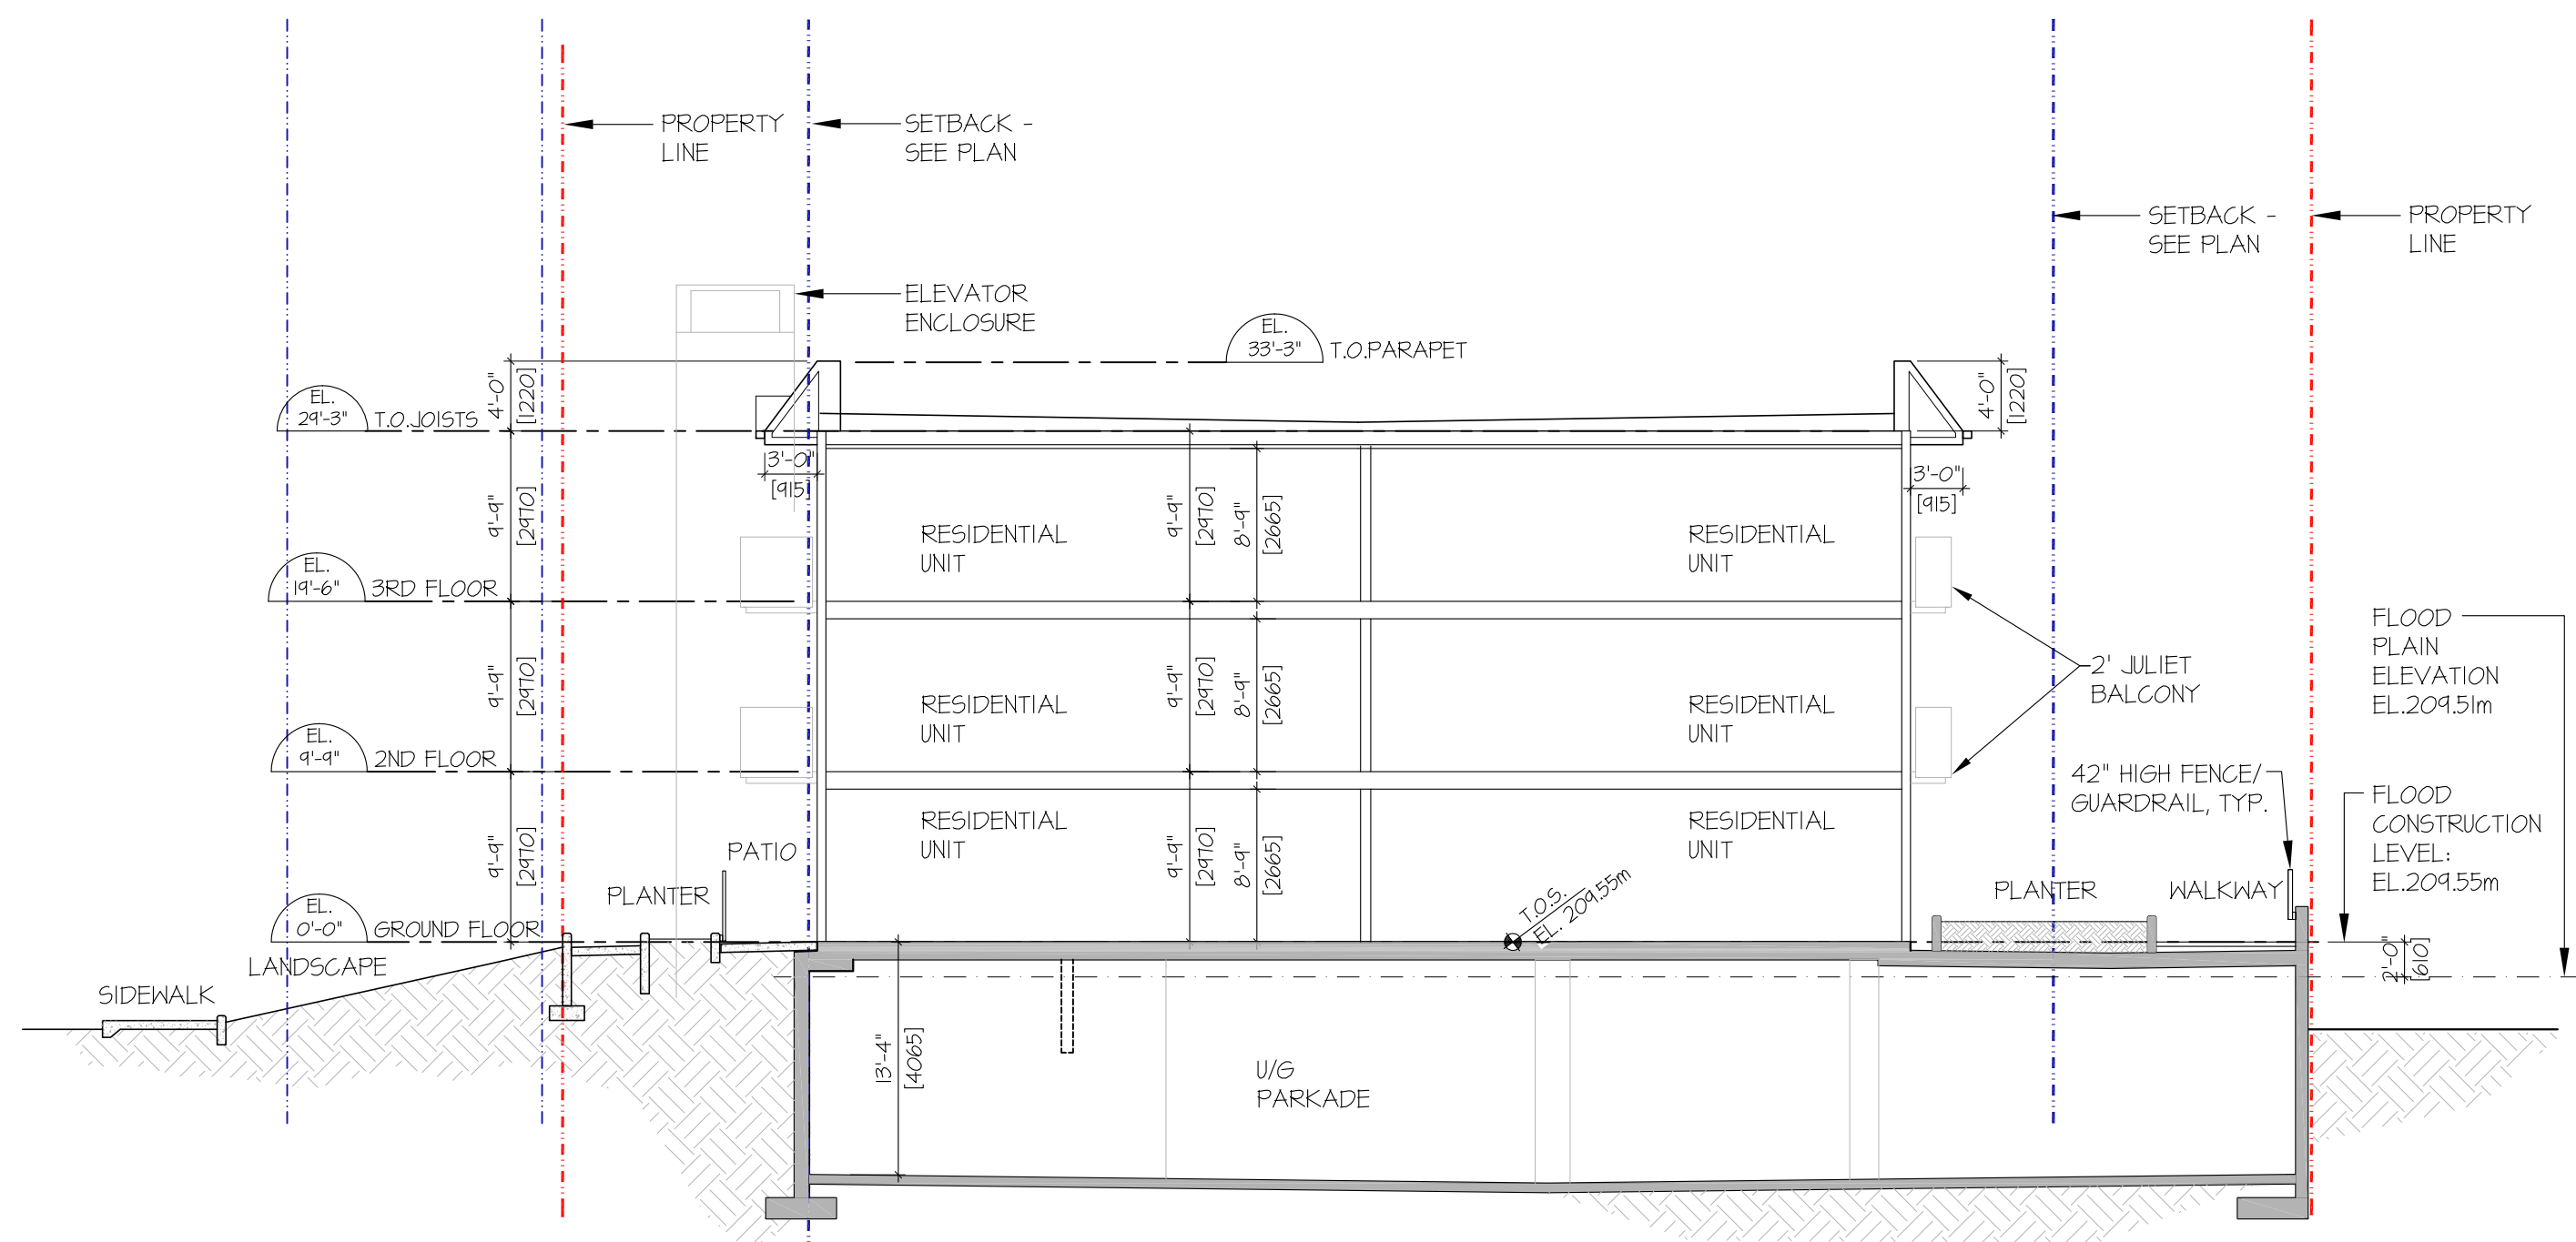 PROPERTY
LINE
SETBACK -
SEE PLAN
SETBACK -
SEE PLAN
PROPERTY
LINE
ELEVATOR
ENCLOSURE
EL.
33'-3"
T.O.PARAPET
EL.
29'-3"
T.O.JOISTS
4'-0"
[1220]
4'-0"
[1220]
3'-0"
[915]
3'-0"
[915]
9'-9"
[2970]
9'-9"
[2970]
8'-9"
[2665]
RESIDENTIAL
UNIT
RESIDENTIAL
UNIT
EL.
19'-6"
3RD FLOOR
9'-9"
[2970]
9'-9"
[2970]
8'-9"
[2665]
RESIDENTIAL
UNIT
RESIDENTIAL
UNIT
2' JULIET
BALCONY
FLOOD
PLAIN
ELEVATION
EL.209.51m
EL.
9'-9"
2ND FLOOR
9'-9"
[2970]
9'-9"
[2970]
8'-9"
[2665]
RESIDENTIAL
UNIT
RESIDENTIAL
UNIT
42" HIGH FENCE/
GUARDRAIL, TYP.
FLOOD
CONSTRUCTION
LEVEL:
EL.209.55m
PATIO
PLANTER
T.O.S.
EL. 209.55m
PLANTER
WALKWAY
EL.
0'-0"
GROUND FLOOR
LANDSCAPE
SIDEWALK
2'-0"
[610]
13'-4"
[4065]
U/G
PARKADE